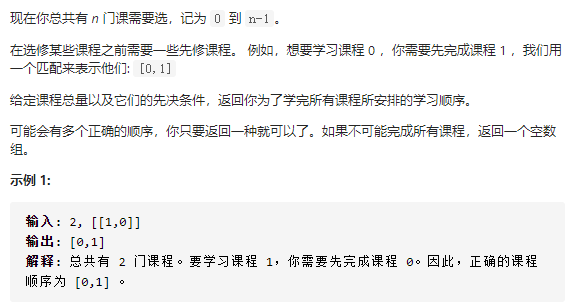 现在你总共有 n 门课需要选，记为 0 到 n-1 。
在选修某些课程之前需要一些先修课程。 例如，想要学习课程 0 ，你需要先完成课程 1 ，我们用
一个匹配来表示他们: [0,1]
给定课程总量以及它们的先决条件，返回你为了学完所有课程所安排的学习顺序。
可能会有多个正确的顺序，你只要返回一种就可以了。如果不可能完成所有课程，返回一个空数
组。
示例 1:
输入: 2, [[1,0]]
输出: [0,1]
解释: 总共有 2 门课程。要学习课程 1，你需要先完成课程 0。因此，正确的课程
顺序为 [0,1] 。